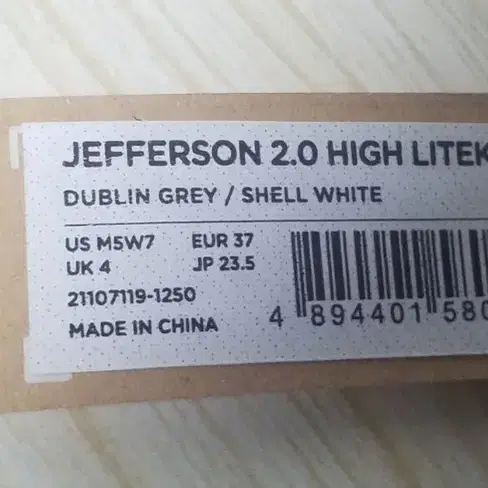 JEFFERSON 2.0 HIGH LITEK
DUBLIN GREY / SHELL WHITE
US M5W7 EUR 37
UK 4 JP 23.5
21107119-1250
MADE IN CHINA
4 894401 580